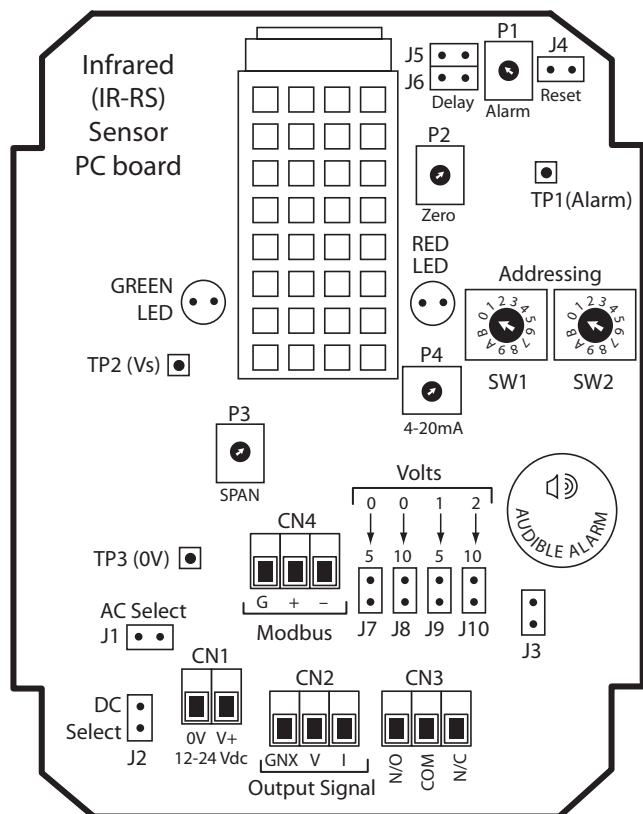 Infrared
(IR-RS)
Sensor
PC board
J5
J6
Delay
P1
Alarm
J4
Reset
P2
Zero
TP1(Alarm)
GREEN
LED
RED
LED
Addressing
0 1 2 3 4 5 6 7 8 9 A B
0 1 2 3 4 5 6 7 8 9 A B
SW1
SW2
TP2 (Vs)
P4
4-20mA
P3
SPAN
Volts
0 0 1 2
5 10 5 10
J7 J8 J9 J10
AUDIBLE ALARM
J3
CN4
G + –
Modbus
TP3 (0V)
AC Select
J1
DC
Select
J2
CN1
0V V+
12-24 Vdc
CN2
GNX V I
Output Signal
CN3
N/O
COM
N/C